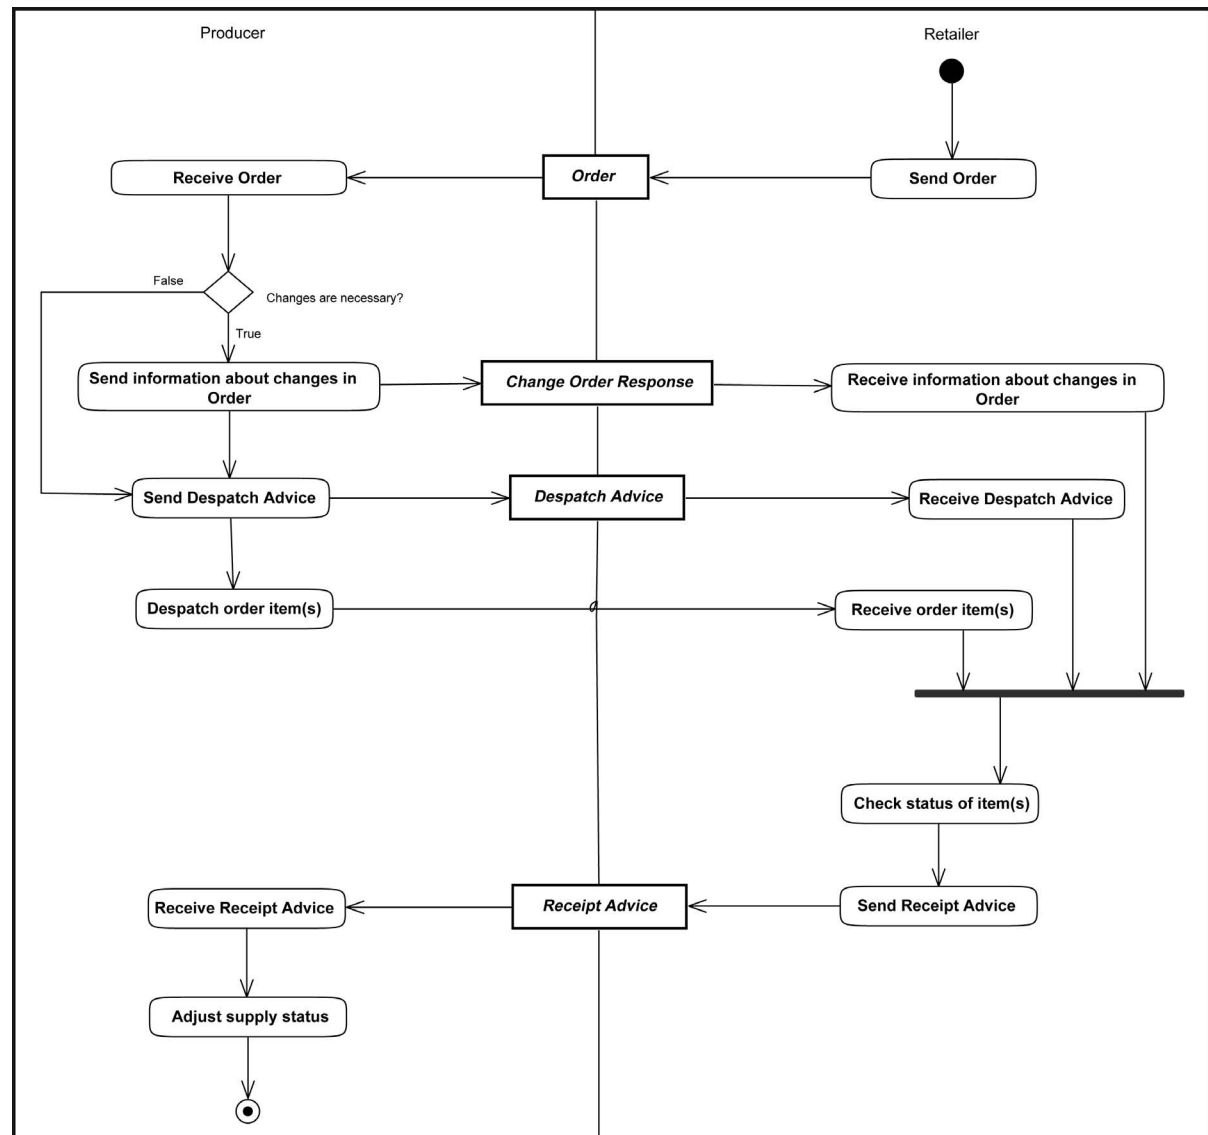 Producer
Retailer
Receive Order
Order
Send Order
False
Changes are necessary?
True
Send information about changes in
Order
Change Order Response
Receive information about changes in
Order
Send Despatch Advice
Despatch Advice
Receive Despatch Advice
Despatch order item(s)
Receive order item(s)
Check status of item(s)
Receive Receipt Advice
Receipt Advice
Send Receipt Advice
Adjust supply status